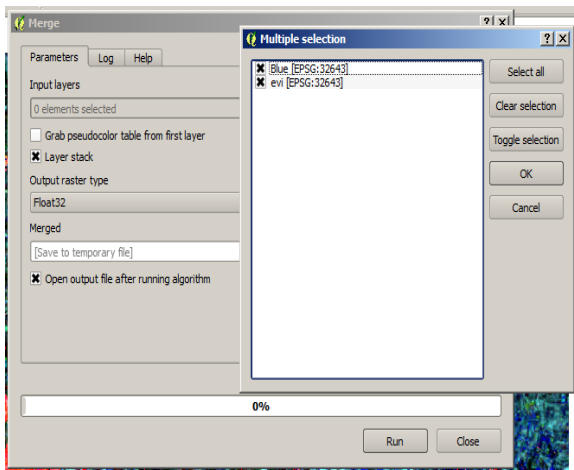 Merge
Parameters
Log
Help
Input layers
0 elements selected
Grab pseudocolor table from first layer
Layer stack
Output raster type
Float32
Merged
[Save to temporary file]
Open output file after running algorithm
0%
Run
Close
Multiple selection
Blue [EPSG:32643]
evi [EPSG:32643]
Select all
Clear selection
Toggle selection
OK
Cancel